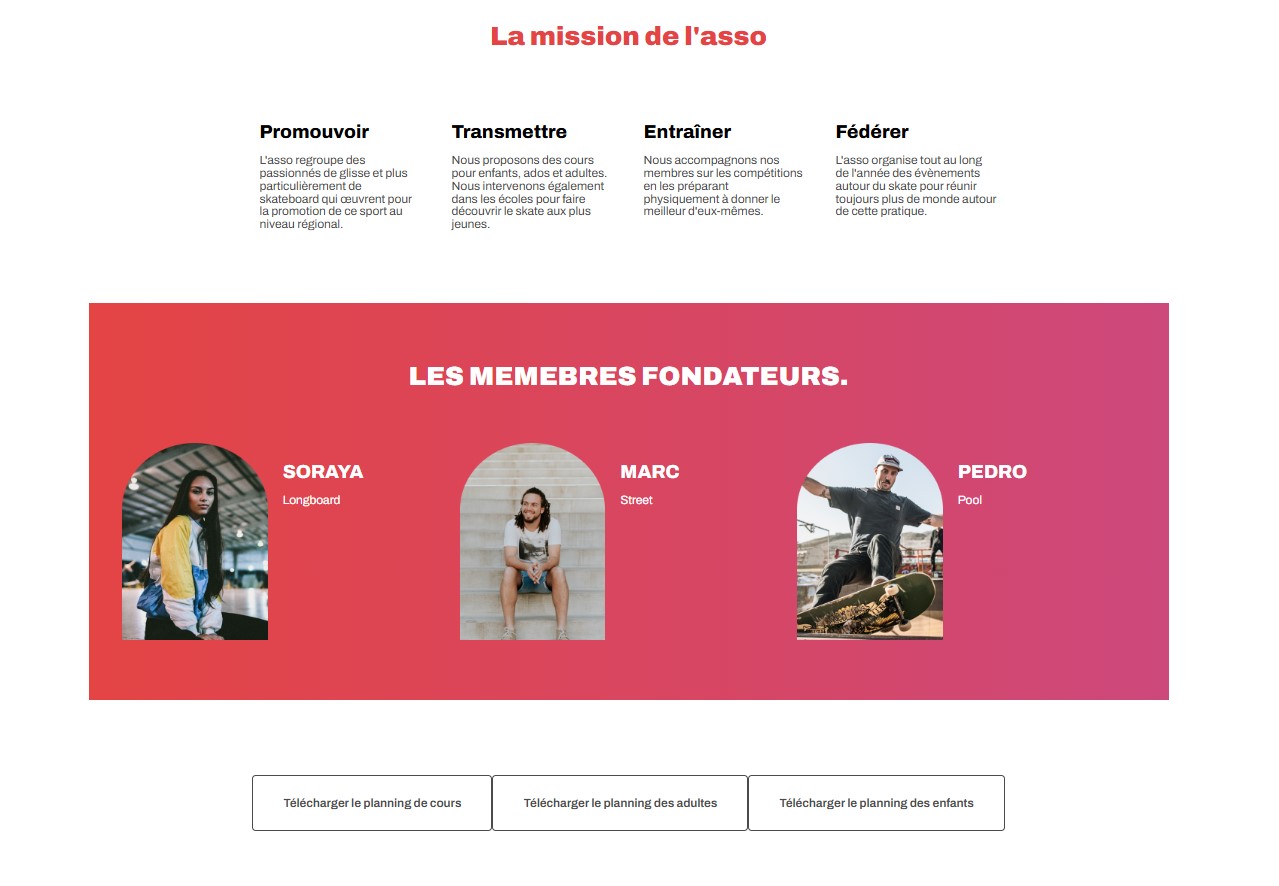 La mission de l'asso
Promouvoir
L'asso regroupe des
passionnés de glisse et plus
particulièrement de
skateboard qui œuvrent pour
la promotion de ce sport au
niveau régional.
Transmettre
Nous proposons des cours
pour enfants, ados et adultes.
Nous intervenons également
dans les écoles pour faire
découvrir le skate aux plus
jeunes.
Entraîner
Nous accompagnons nos
membres sur les compétitions
en les préparant
physiquement à donner le
meilleur d'eux-mêmes.
Fédérer
L'asso organise tout au long
de l'année des évènements
autour du skate pour réunir
toujours plus de monde autour
de cette pratique.
LES MEMEBRES FONDATEURS.
SORAYA
Longboard
MARC
Street
PEDRO
Pool
Télécharger le planning de cours
Télécharger le planning des adultes
Télécharger le planning des enfants